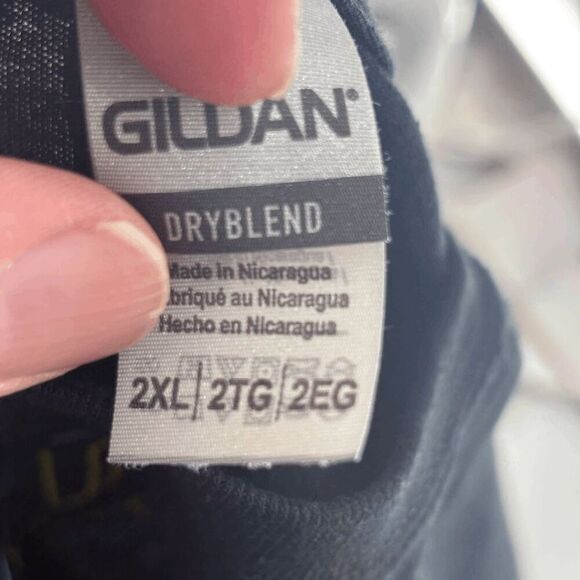 GILDAN®
DRYBLEND
Made in Nicaragua
Fabriqué au Nicaragua
Hecho en Nicaragua
2XL/2TG/2EG